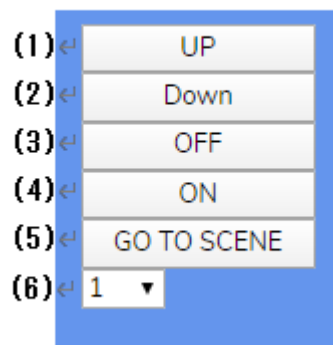 (1)↵ UP
(2)↵ Down
(3)↵ OFF
(4)↵ ON
(5)↵ GO TO SCENE
(6)↵ 1 ▼